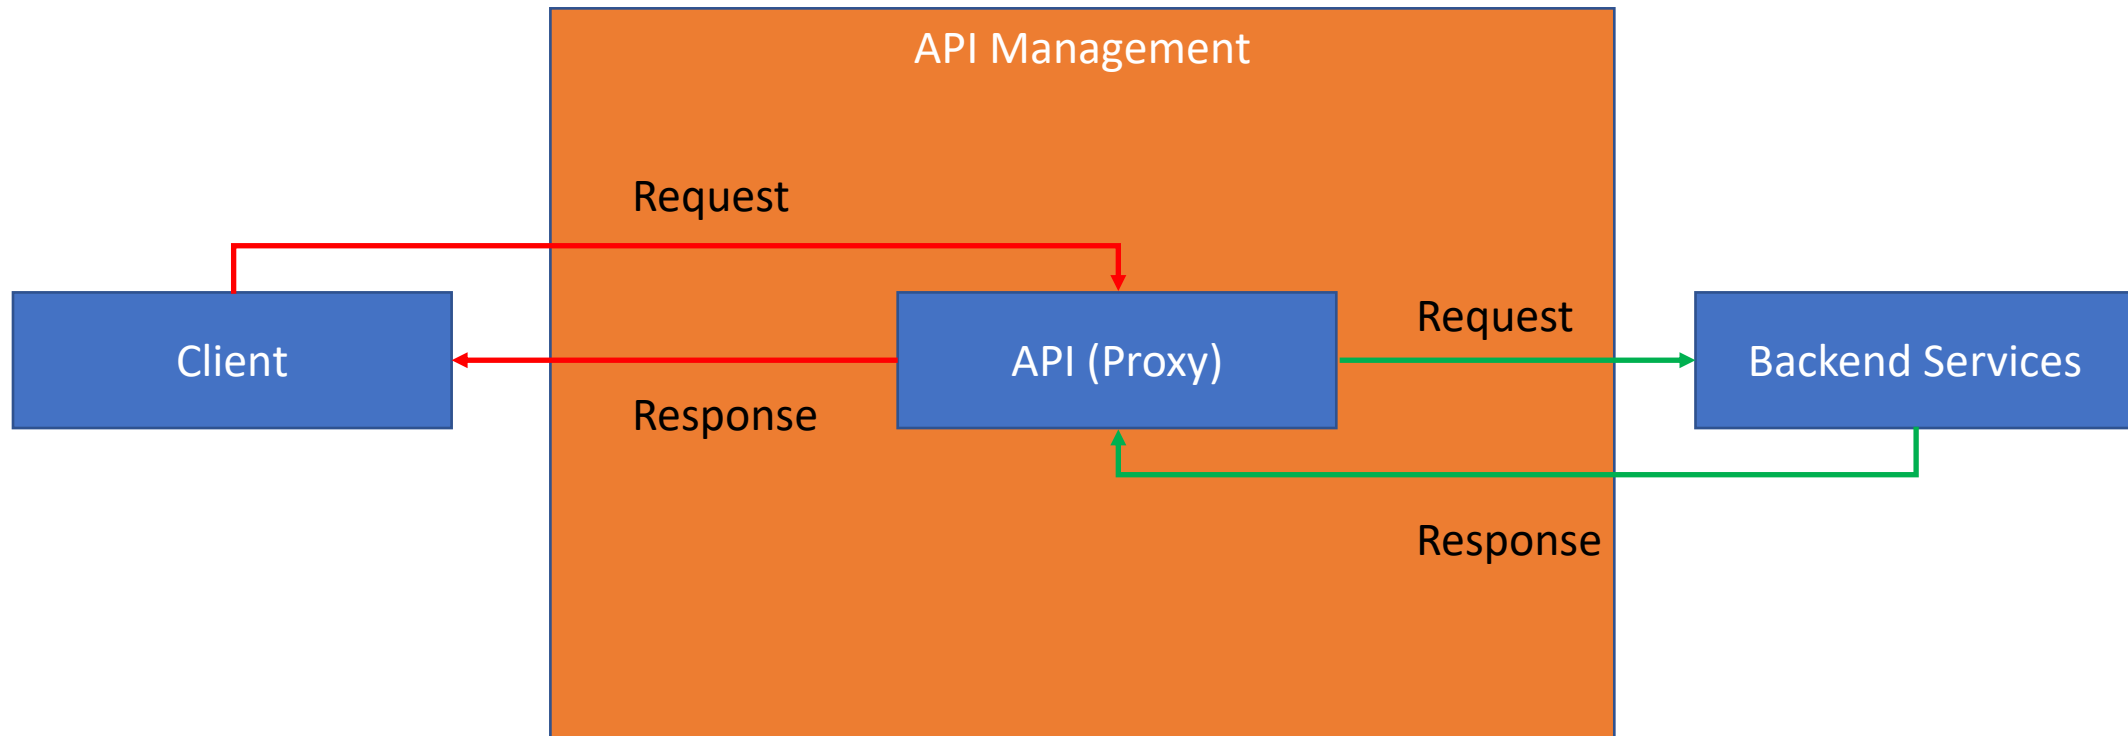 API Management
Request
Client
API (Proxy)
Request
Backend Services
Response
Response